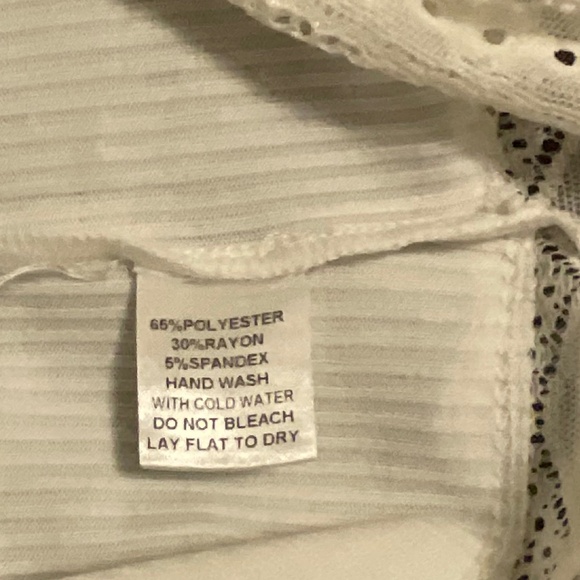 65%POLYESTER
30%RAYON
5%SPANDEX
HAND WASH
WITH COLD WATER
DO NOT BLEACH
LAY FLAT TO DRY